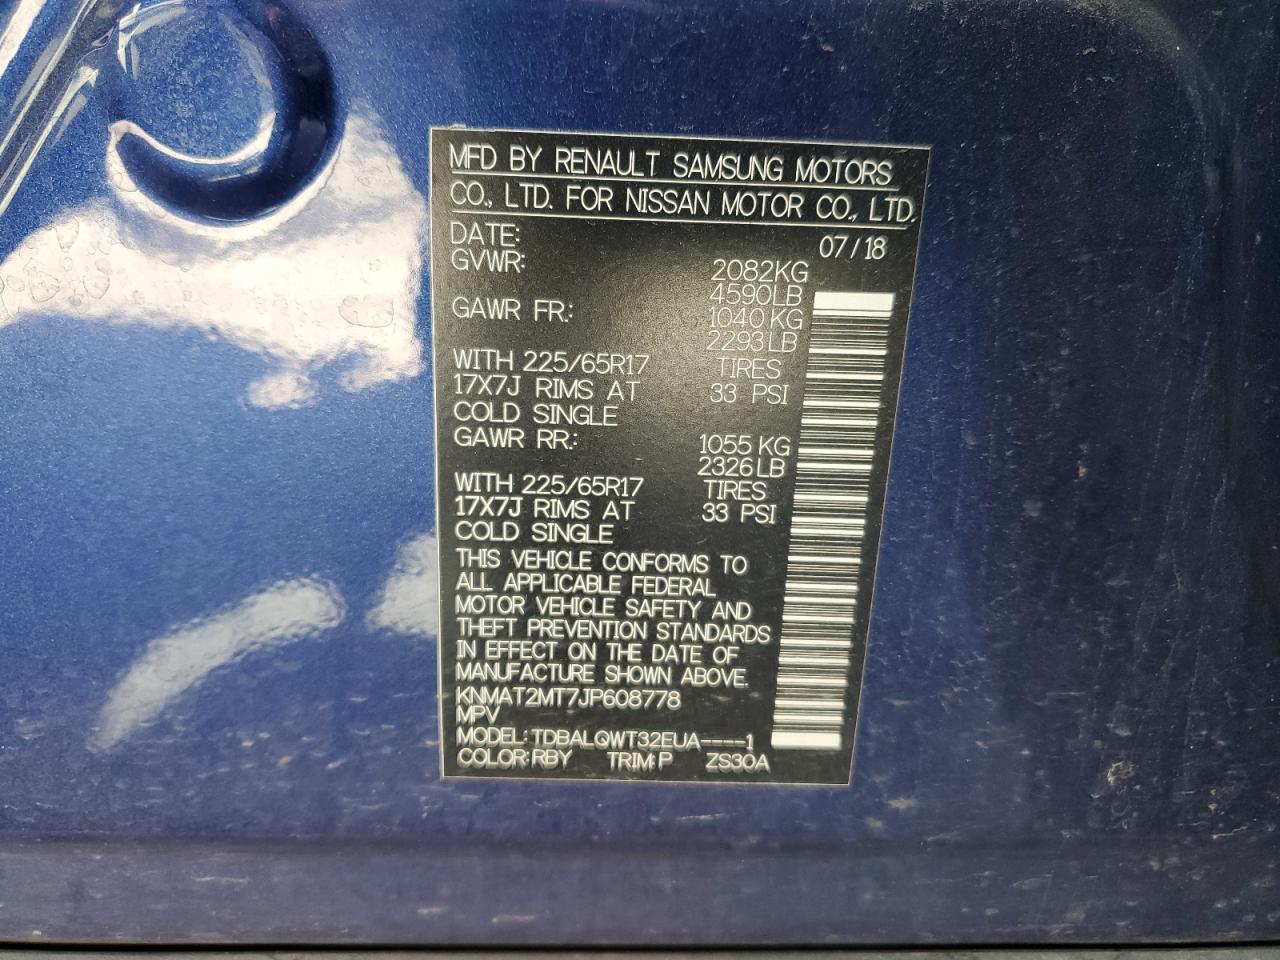 MFD BY RENAULT SAMSUNG MOTORS
CO., LTD. FOR NISSAN MOTOR CO., LTD.
DATE: 07/18
GVWR: 2082KG
4590LB
GAWR FR.: 1040KG
2293LB
WITH 225/65R17 TIRES
17X7J RIMS AT 33 PSI
COLD SINGLE
GAWR RR.: 1055KG
2326LB
WITH 225/65R17 TIRES
17X7J RIMS AT 33 PSI
COLD SINGLE
THIS VEHICLE CONFORMS TO
ALL APPLICABLE FEDERAL
MOTOR VEHICLE SAFETY AND
THEFT PREVENTION STANDARDS
IN EFFECT ON THE DATE OF
MANUFACTURE SHOWN ABOVE.
KNMAT2MT7JP608778
MPV
MODEL: TDBALQWT32EUA----1
COLOR: RBY TRIM: P ZS30A